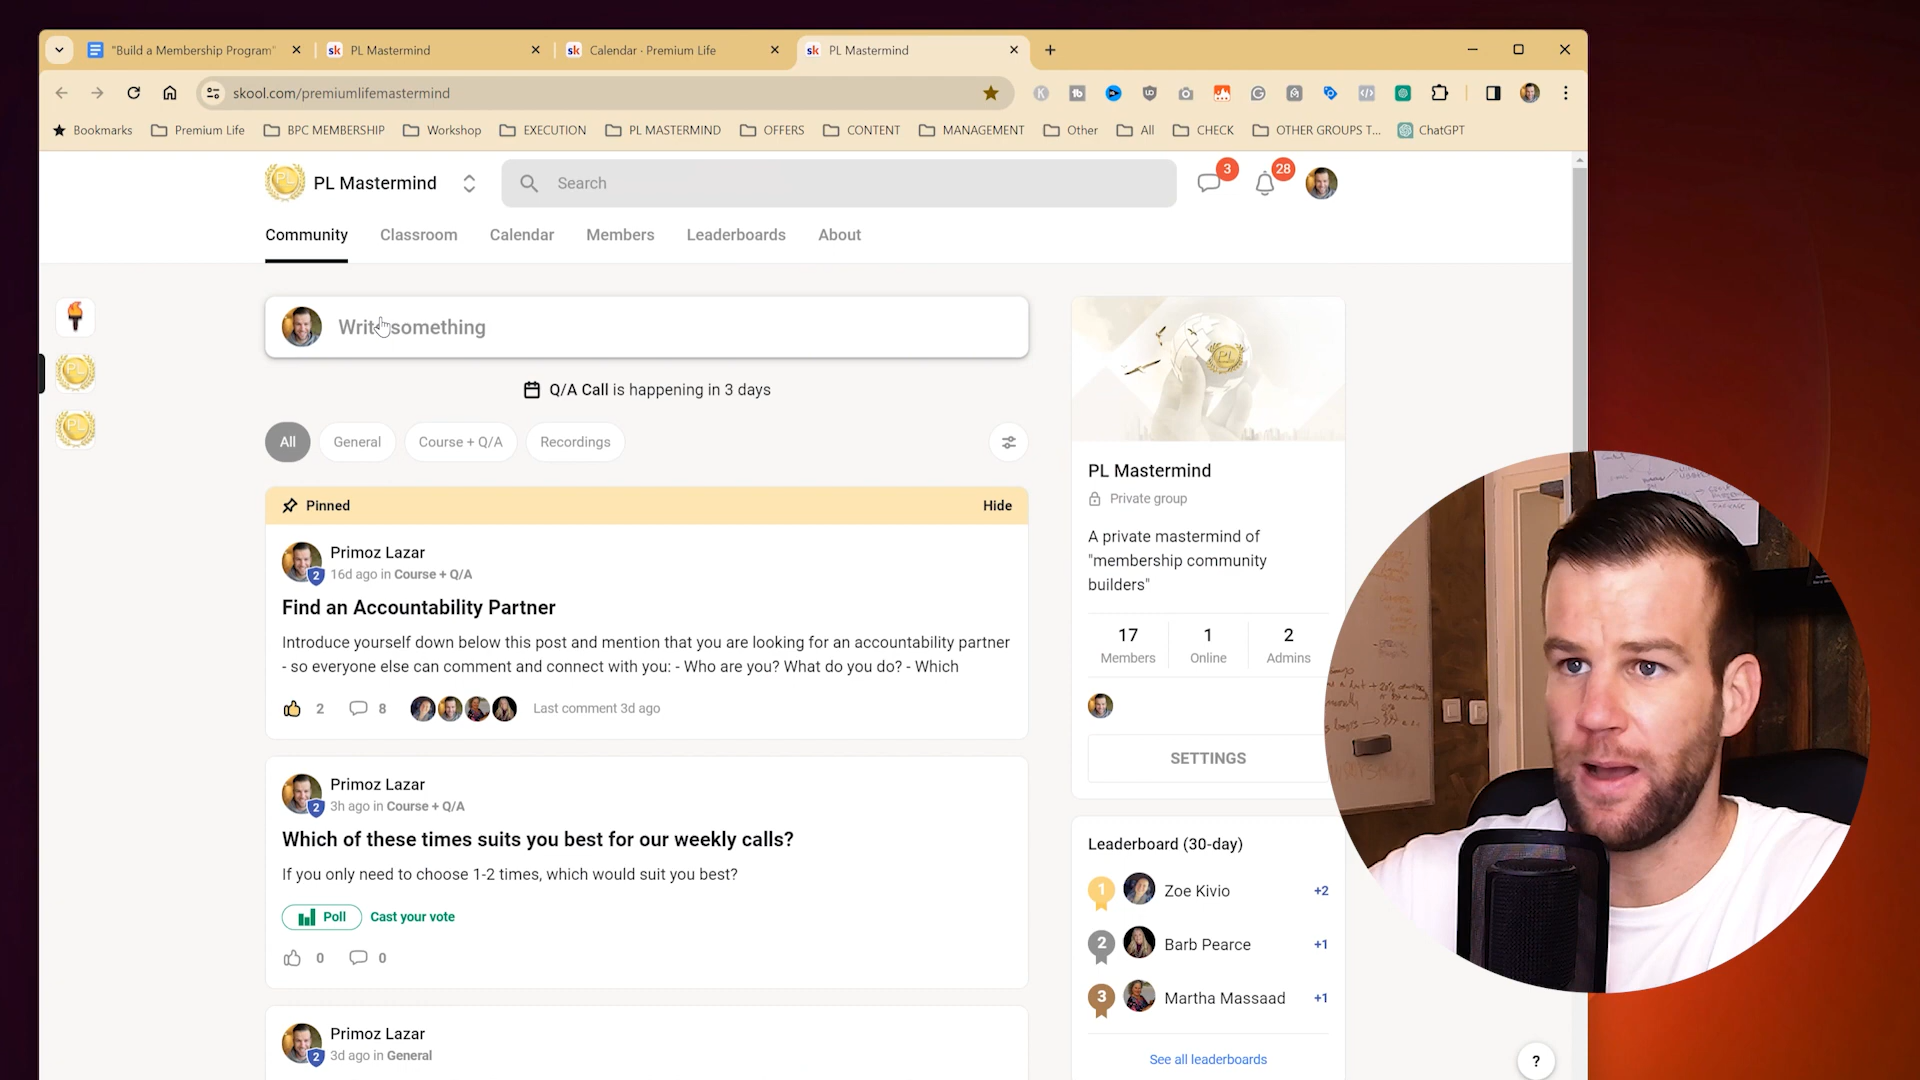 "Build a Membership Program"
PL Mastermind
Calendar · Premium Life
PL Mastermind
skool.com/premiumlifemastermind
Bookmarks
Premium Life
BPC MEMBERSHIP
Workshop
EXECUTION
PL MASTERMIND
OFFERS
CONTENT
MANAGEMENT
Other
All
CHECK
OTHER GROUPS T...
ChatGPT
PL Mastermind
Search
3
28
Community
Classroom
Calendar
Members
Leaderboards
About
Write something
Q/A Call is happening in 3 days
All
General
Course + Q/A
Recordings
Pinned
Hide
Primoz Lazar
2
16d ago in Course + Q/A
Find an Accountability Partner
Introduce yourself down below this post and mention that you are looking for an accountability partner
- so everyone else can comment and connect with you: - Who are you? What do you do? - Which
2
8
Last comment 3d ago
Primoz Lazar
2
3h ago in Course + Q/A
Which of these times suits you best for our weekly calls?
If you only need to choose 1-2 times, which would suit you best?
Poll
Cast your vote
0
0
Primoz Lazar
2
3d ago in General
PL Mastermind
Private group
A private mastermind of
"membership community
builders"
17
Members
1
Online
2
Admins
SETTINGS
Leaderboard (30-day)
1
Zoe Kivio
+2
2
Barb Pearce
+1
3
Martha Massaad
+1
See all leaderboards
?